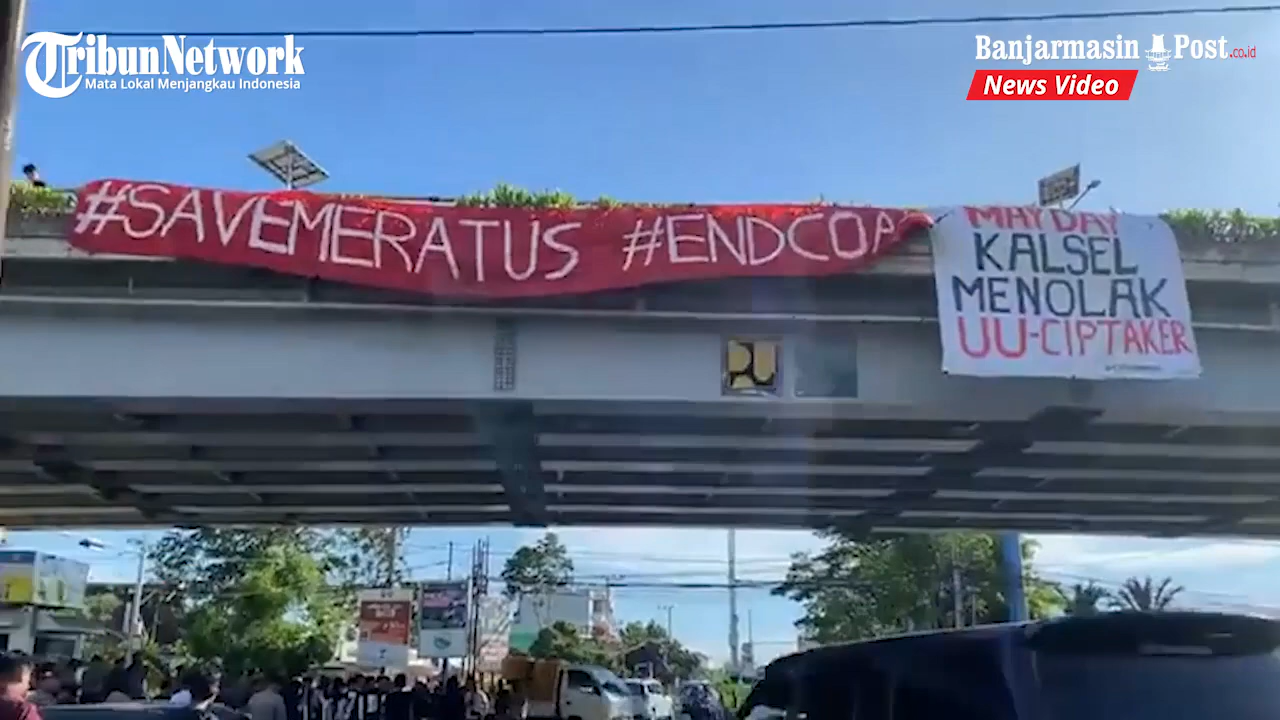 TribunNetwork
Mata Lokal Menjangkau Indonesia
Banjarmasin Post.co.id
News Video
#SAVEMERATUS #ENDCOA
MAY DAY
KALSEL
MENOLAK
UU-CIPTAKER
PU